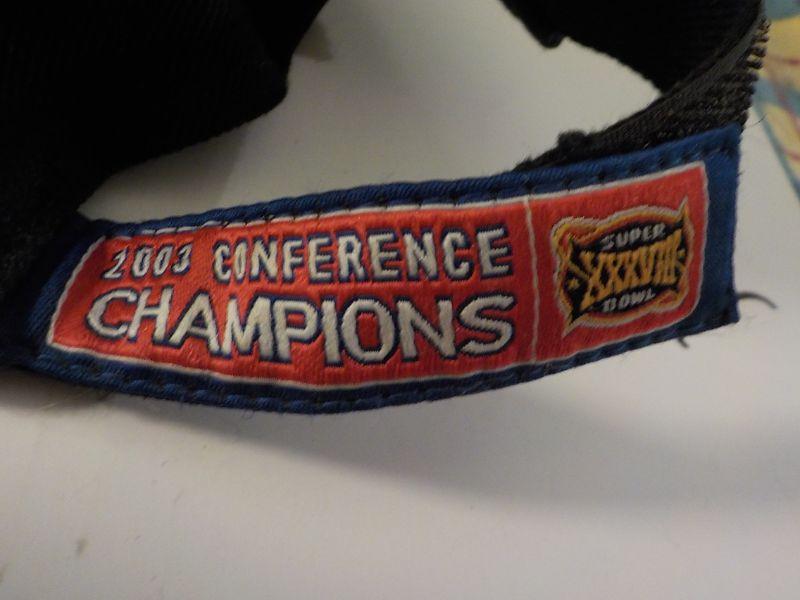 2003 CONFERENCE
CHAMPIONS
SUPER
XXXVIII
BOWL